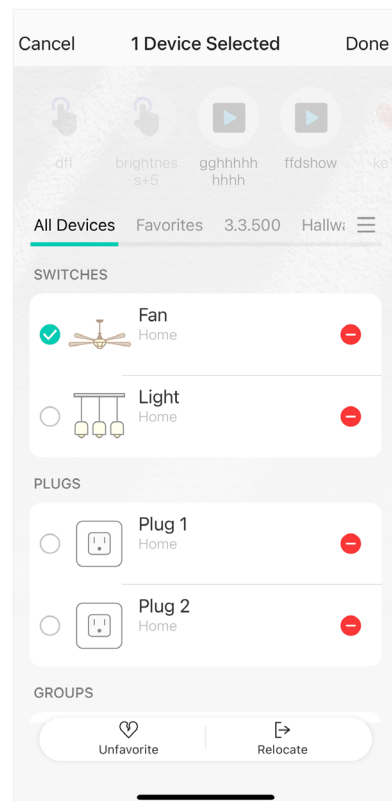 Cancel 1 Device Selected Done
dff brightnes gghhhhh ffdshow ke
s+5 hhhh
All Devices Favorites 3.3.500 Hallwa
SWITCHES
Fan
Home
Light
Home
PLUGS
Plug 1
Home
Plug 2
Home
GROUPS
Unfavorite Relocate